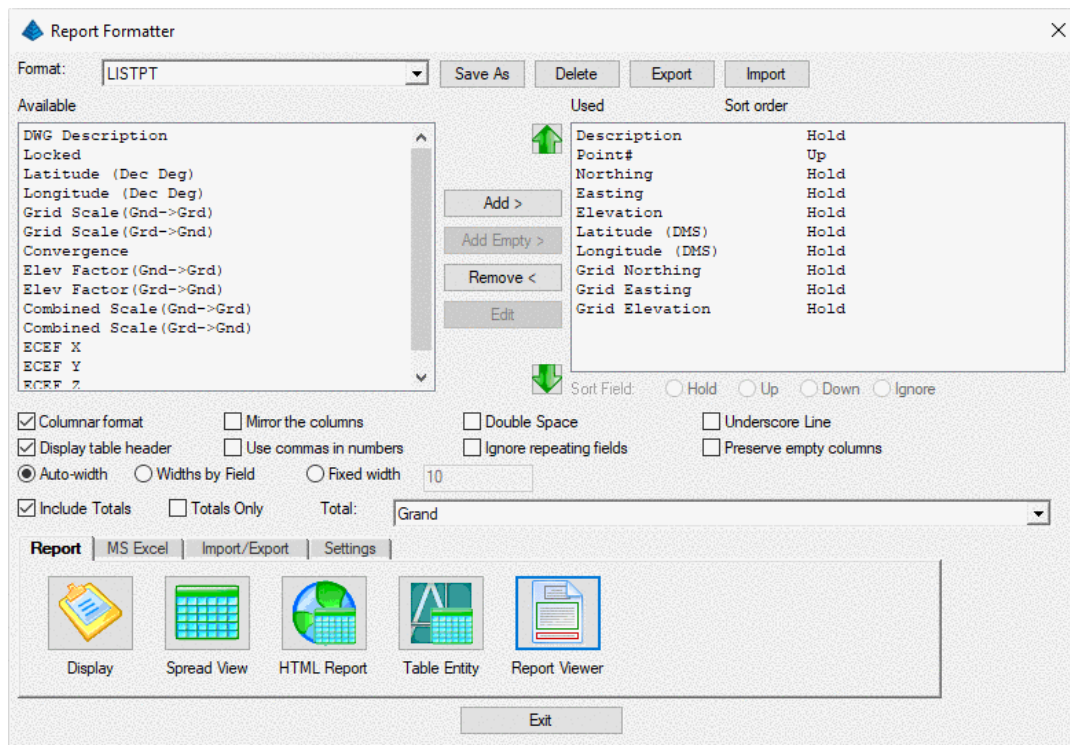 Report Formatter
Format: LISTPT Save As Delete Export Import
Available Used Sort order
DWG Description
Locked
Latitude (Dec Deg)
Longitude (Dec Deg)
Grid Scale(Gnd->Grd)
Grid Scale(Grd->Gnd)
Convergence
Elev Factor(Gnd->Grd)
Elev Factor(Grd->Gnd)
Combined Scale(Gnd->Grd)
Combined Scale(Grd->Gnd)
ECEF X
ECEF Y
ECEF Z
Add >
Add Empty >
Remove <
Edit
Description Hold
Point# Up
Northing Hold
Easting Hold
Elevation Hold
Latitude (DMS) Hold
Longitude (DMS) Hold
Grid Northing Hold
Grid Easting Hold
Grid Elevation Hold
Sort Field: Hold Up Down Ignore
Columnar format Mirror the columns Double Space Underscore Line
Display table header Use commas in numbers Ignore repeating fields Preserve empty columns
Auto-width Widths by Field Fixed width 10
Include Totals Totals Only Total: Grand
Report MS Excel Import/Export Settings
Display Spread View HTML Report Table Entity Report Viewer
Exit